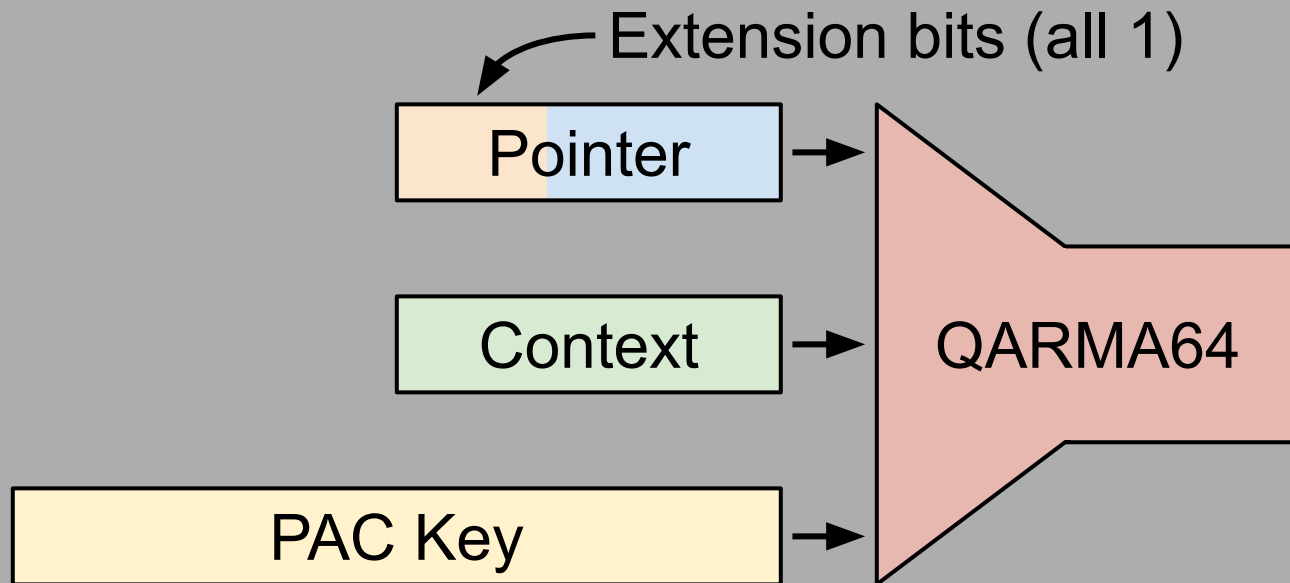 Extension bits (all 1)
Pointer
Context
QARMA64
PAC Key